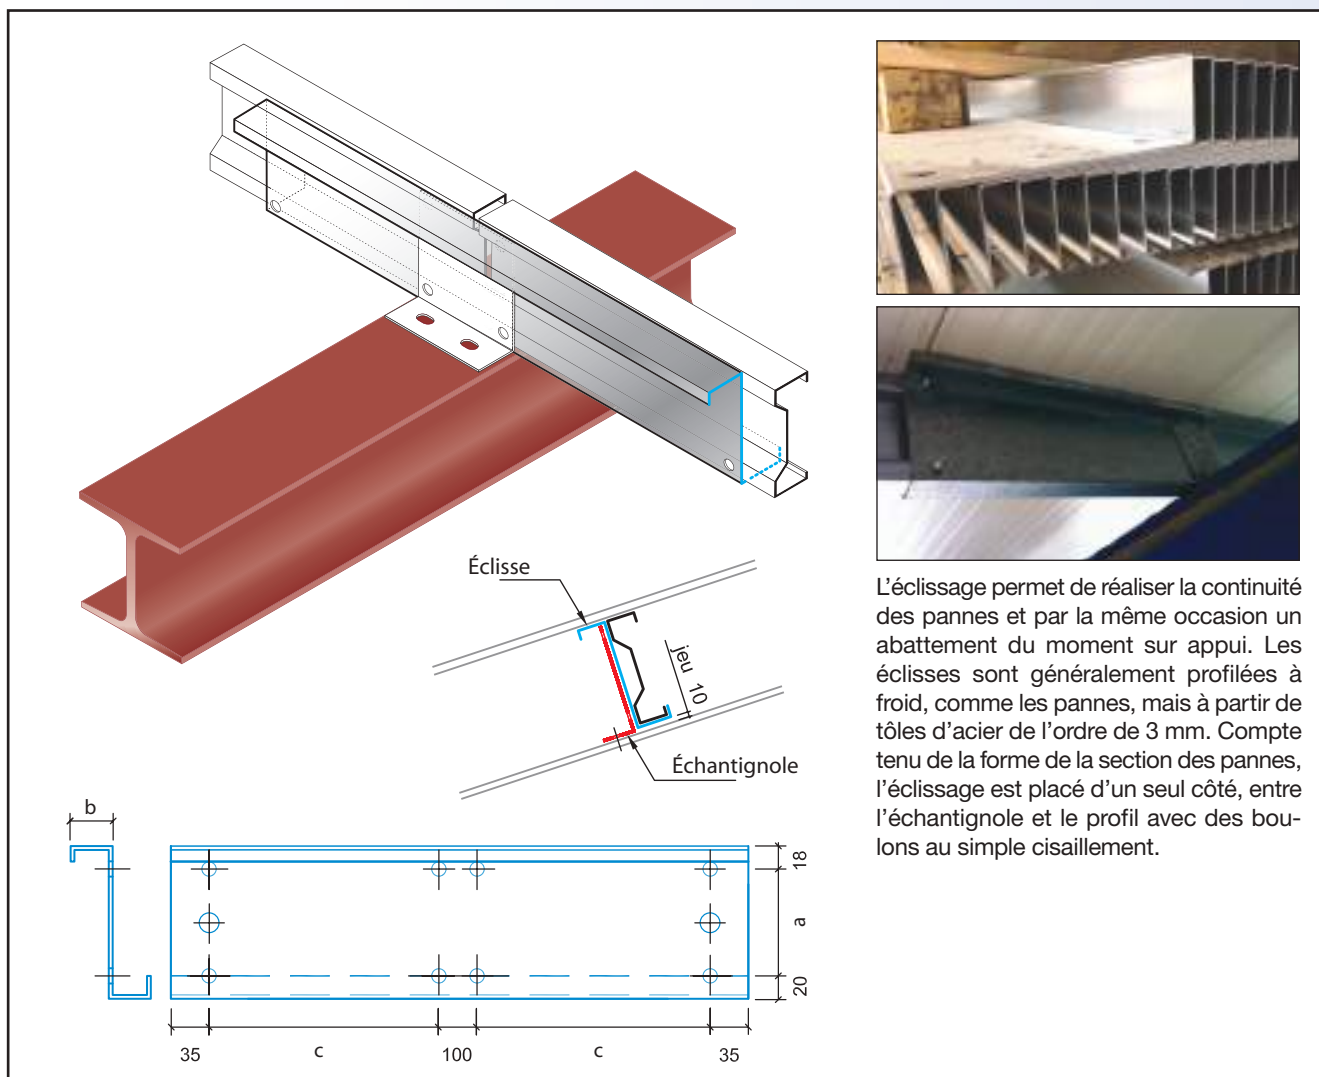 Éclisse
jeu 10
Échantignole
L’éclissage permet de réaliser la continuité
des pannes et par la même occasion un
abattement du moment sur appui. Les
éclisses sont généralement profilées à
froid, comme les pannes, mais à partir de
tôles d’acier de l’ordre de 3 mm. Compte
tenu de la forme de la section des pannes,
l’éclissage est placé d’un seul côté, entre
l’échantignole et le profil avec des bou-
lons au simple cisaillement.
b
18
a
20
35
c
100
c
35